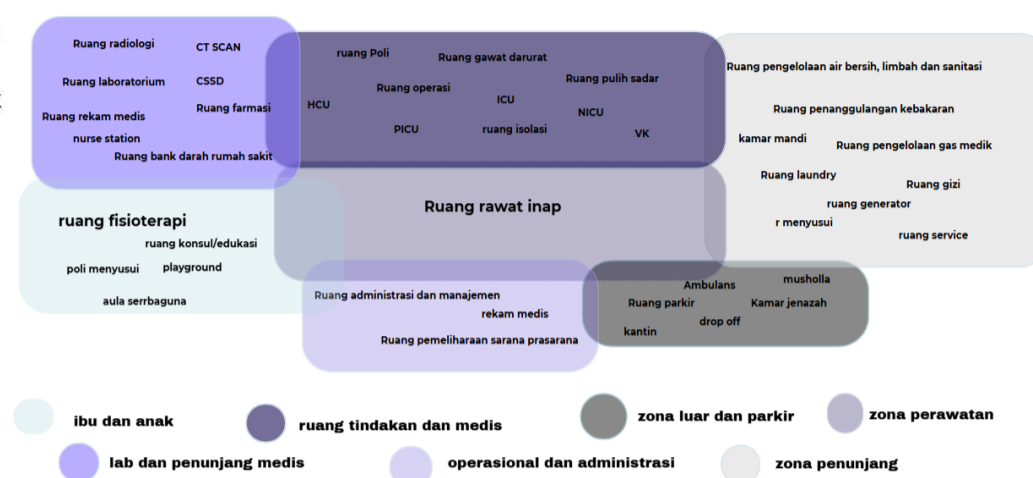 Ruang radiologi
CT SCAN
Ruang laboratorium
CSSD
Ruang farmasi
Ruang rekam medis
nurse station
Ruang bank darah rumah sakit
ruang Poli
Ruang gawat darurat
Ruang pulih sadar
Ruang operasi
HCU
ICU
NICU
PICU
ruang isolasi
VK
Ruang pengelolaan air bersih, limbah dan sanitasi
Ruang penanggulangan kebakaran
kamar mandi
Ruang pengelolaan gas medik
Ruang laundry
Ruang gizi
ruang generator
r menyusui
ruang service
ruang fisioterapi
ruang konsul/edukasi
poli menyusui
playground
aula serrbaguna
Ruang rawat inap
Ruang administrasi dan manajemen
rekam medis
Ruang pemeliharaan sarana prasarana
musholla
Ambulans
Ruang parkir
Kamar jenazah
drop off
kantin
ibu dan anak
ruang tindakan dan medis
zona luar dan parkir
zona perawatan
lab dan penunjang medis
operasional dan administrasi
zona penunjang